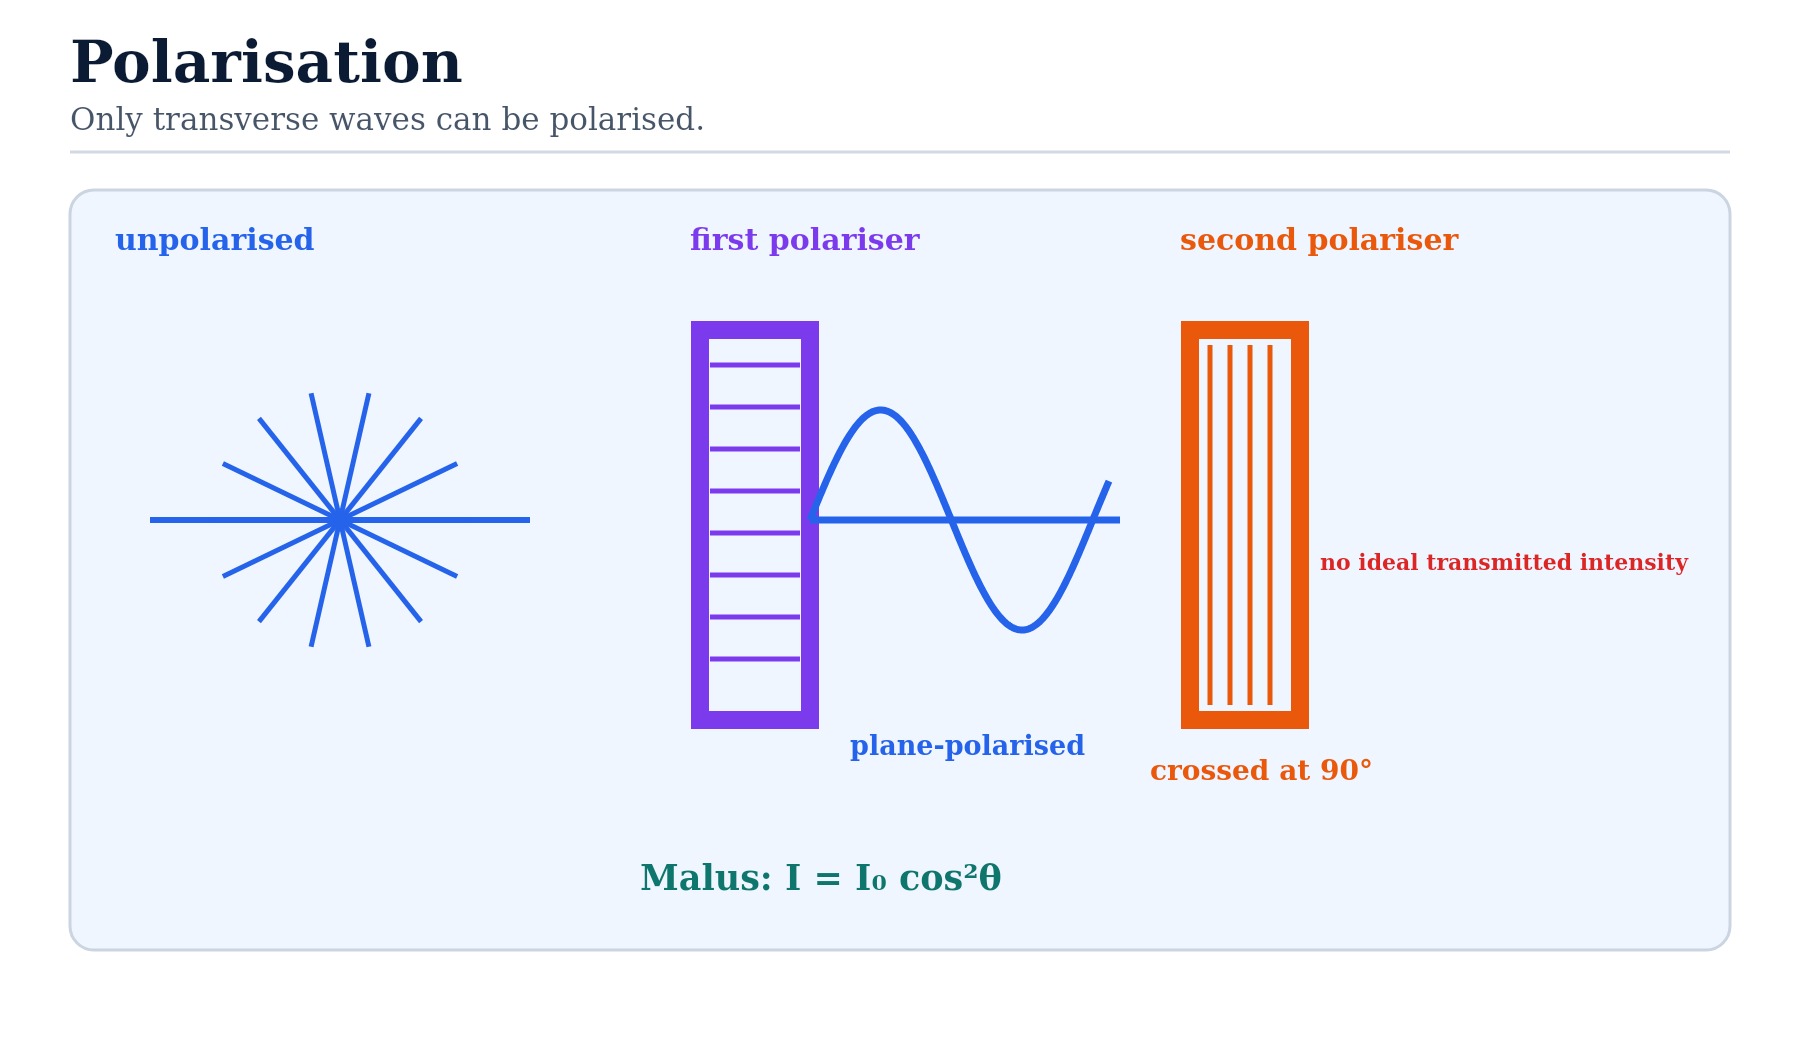 Polarisation
Only transverse waves can be polarised.
unpolarised
first polariser
second polariser
no ideal transmitted intensity
plane-polarised
crossed at 90°
Malus: I = I₀ cos²θ